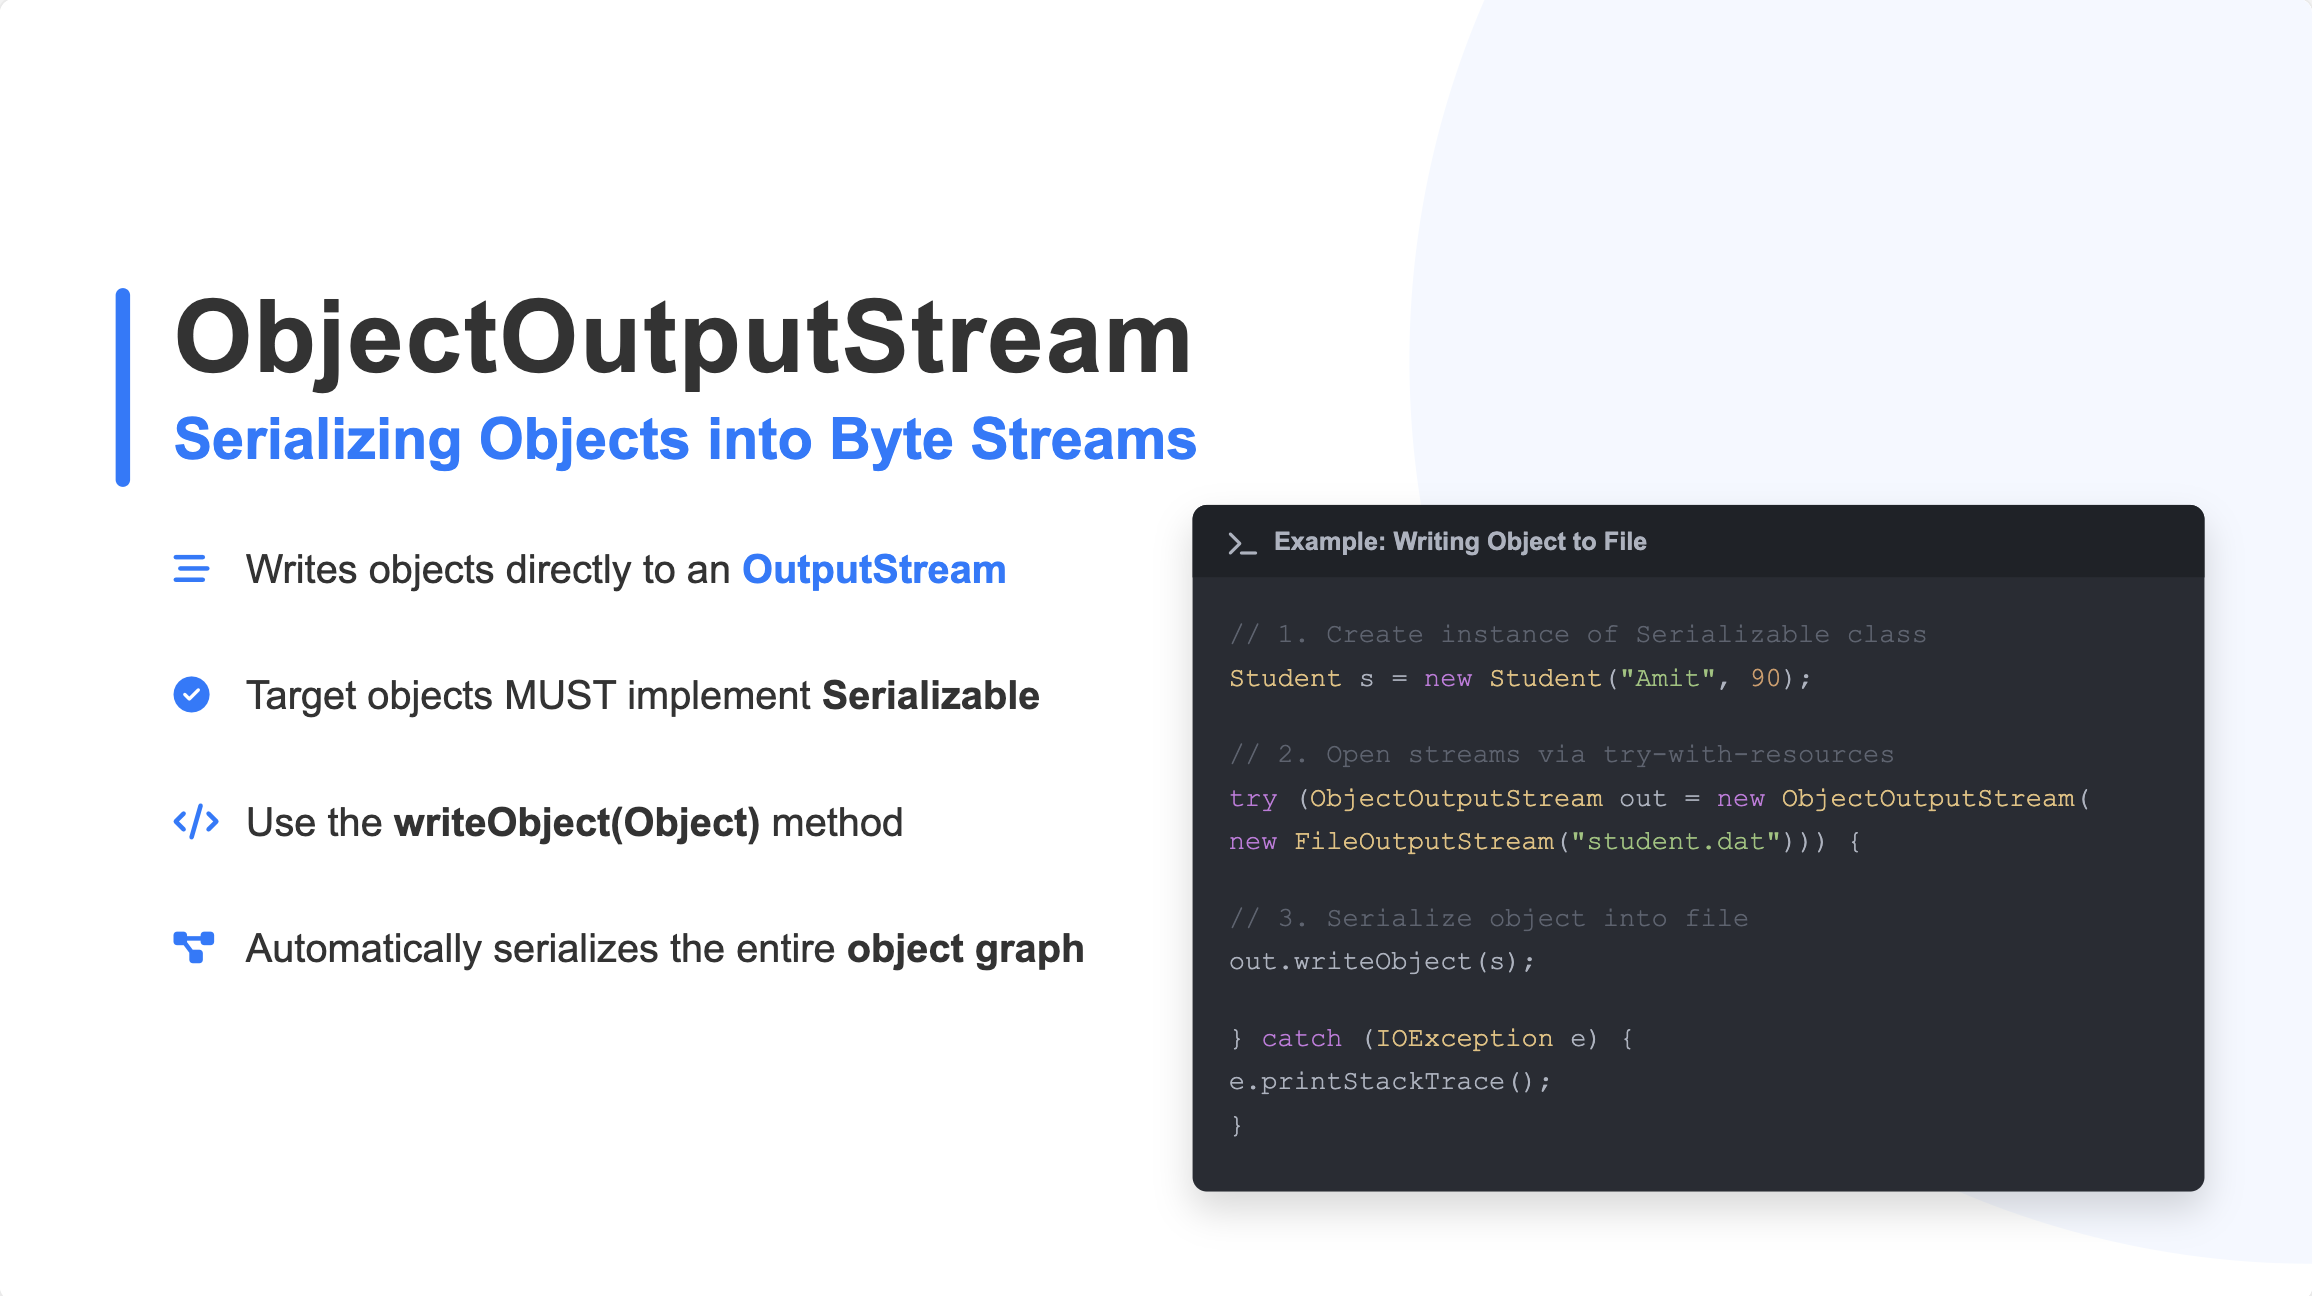 ObjectOutputStream
Serializing Objects into Byte Streams
Writes objects directly to an OutputStream
Target objects MUST implement Serializable
Use the writeObject(Object) method
Automatically serializes the entire object graph
Example: Writing Object to File
// 1. Create instance of Serializable class
Student s = new Student("Amit", 90);
// 2. Open streams via try-with-resources
try (ObjectOutputStream out = new ObjectOutputStream(
new FileOutputStream("student.dat"))) {
// 3. Serialize object into file
out.writeObject(s);
} catch (IOException e) {
e.printStackTrace();
}